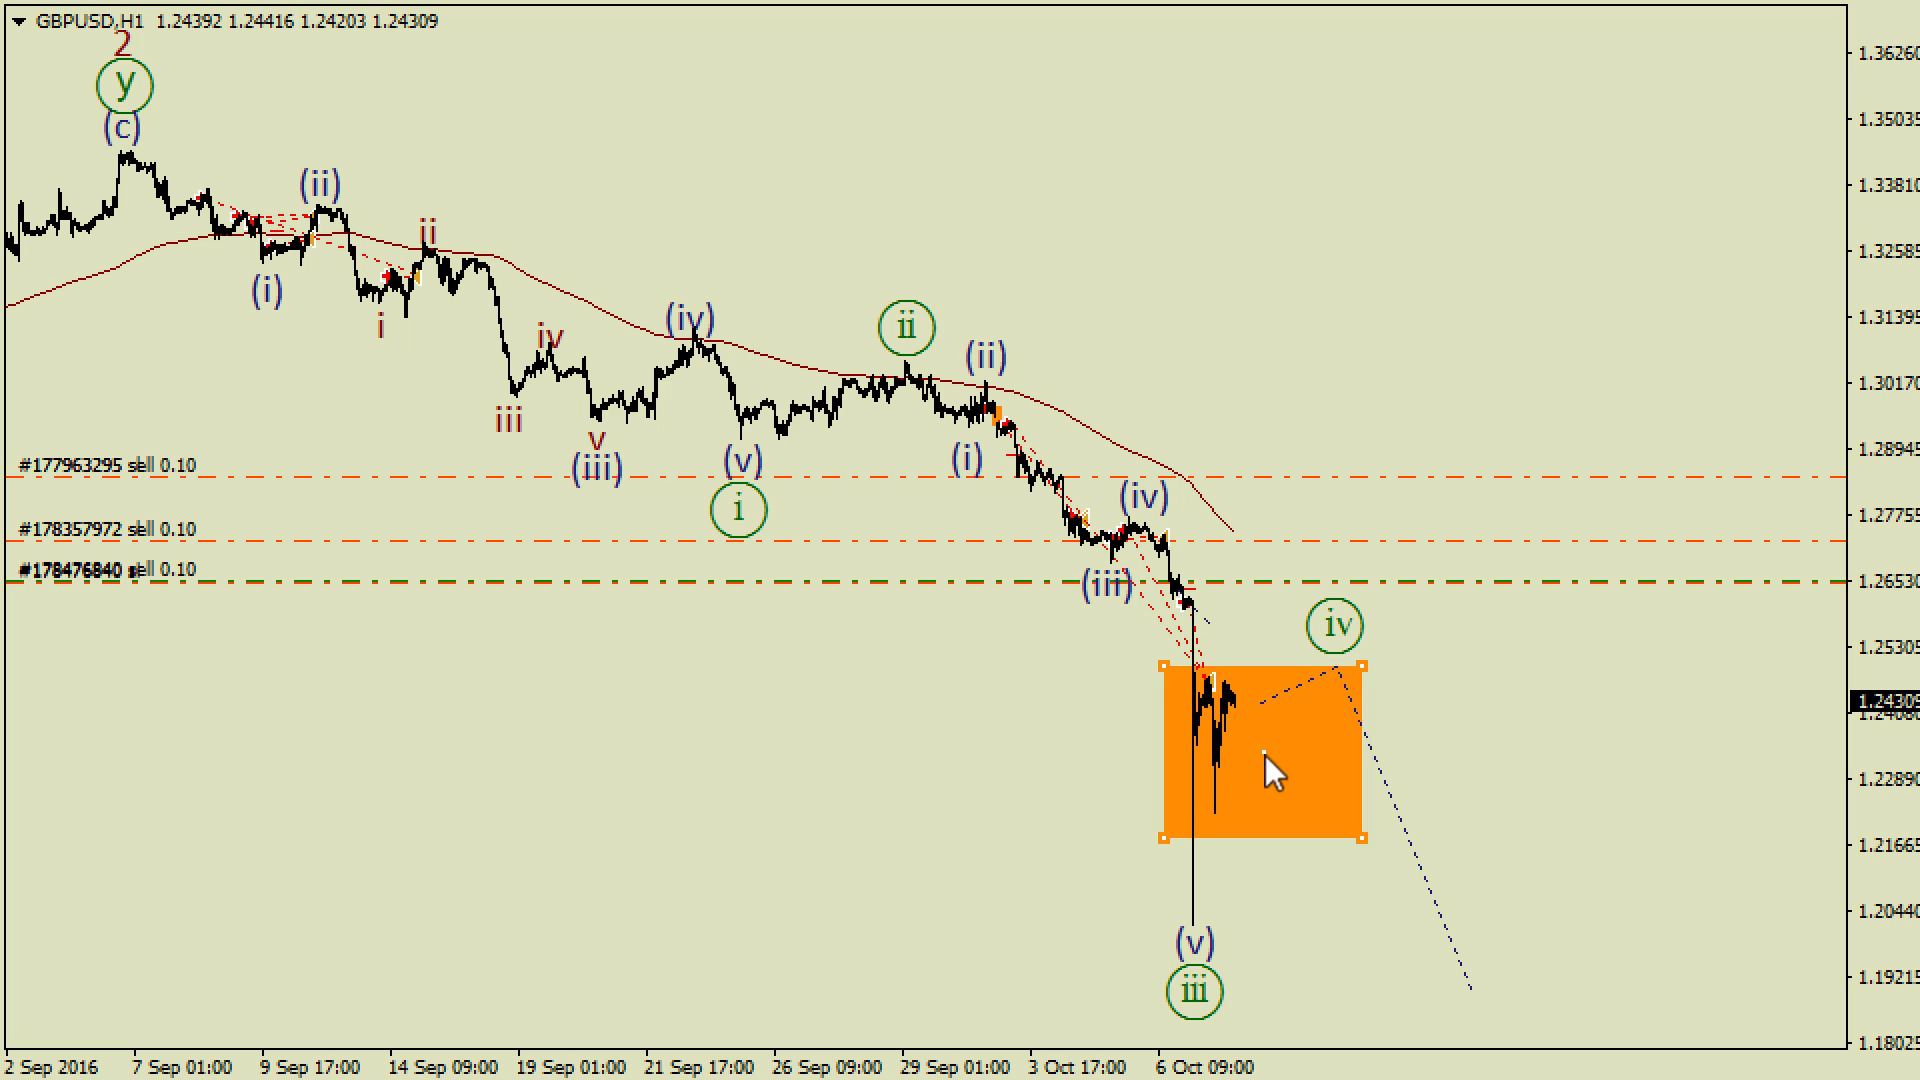 GBPUSD,H1 1.24392 1.24416 1.24203 1.24309
2
y
(c)
(ii)
(i)
ii
i
iv
iii
v
(iii)
(iv)
(v)
i
ii
(ii)
(i)
(iv)
(iii)
iv
(v)
iii
#177963295 sell 0.10
#178357972 sell 0.10
#178476840 sell 0.10
1.36260
1.35035
1.33810
1.32585
1.31395
1.30170
1.28945
1.27755
1.26530
1.25305
1.24309
1.24080
1.22890
1.21665
1.20440
1.19215
1.18025
2 Sep 2016
7 Sep 01:00
9 Sep 17:00
14 Sep 09:00
19 Sep 01:00
21 Sep 17:00
26 Sep 09:00
29 Sep 01:00
3 Oct 17:00
6 Oct 09:00